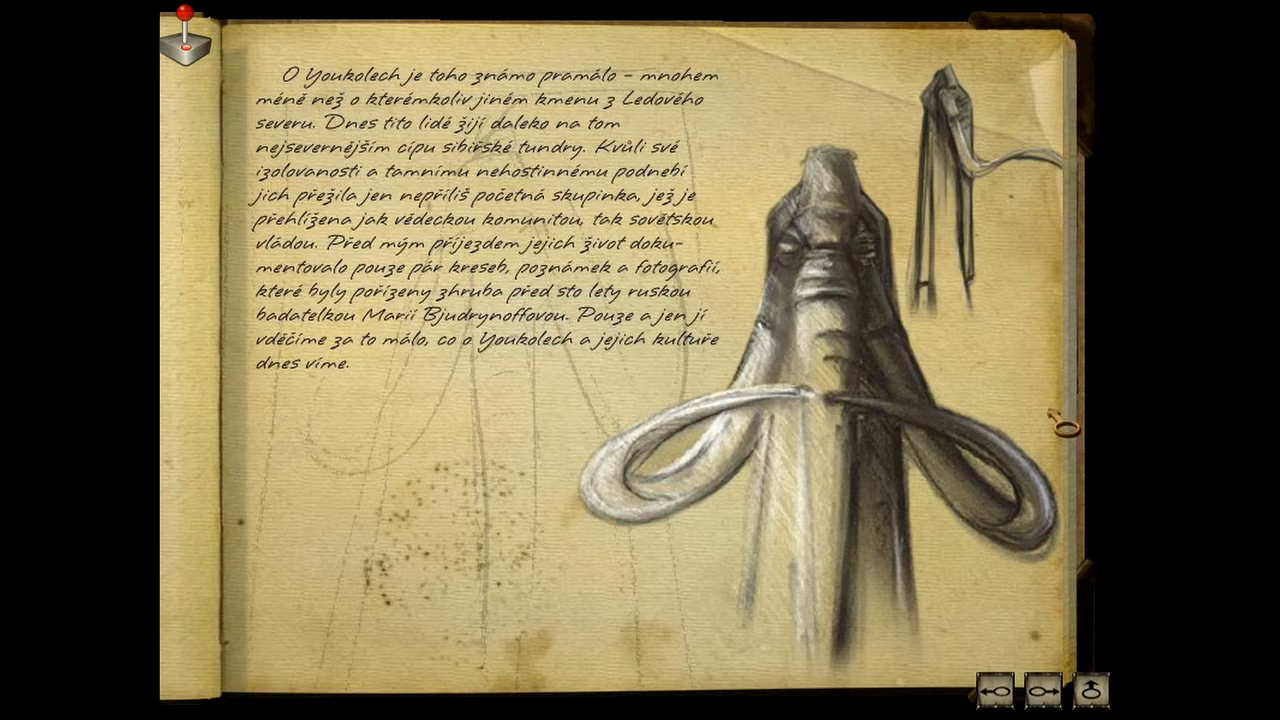 O Youkolech je toho známo pramálo – mnohem
méně než o kterémkoliv jiném kmenu z Ledového
severu. Dnes tito lidé žijí daleko na tom
nejsevernějším cípu sibiřské tundry. Kvůli své
izolovanosti a tamnímu nehostinnému podnebí
jich přežila jen nepříliš početná skupinka, jež je
přehlížena jak vědeckou komunitou, tak sovětskou
vládou. Před mým příjezdem jejich život doku-
mentovalo pouze pár kreseb, poznámek a fotografií,
které byly pořízeny zhruba před sto lety ruskou
badatelkou Marií Bjudrynoffovou. Pouze a jen jí
vděčíme za to málo, co o Youkolech a jejich kultuře
dnes víme.